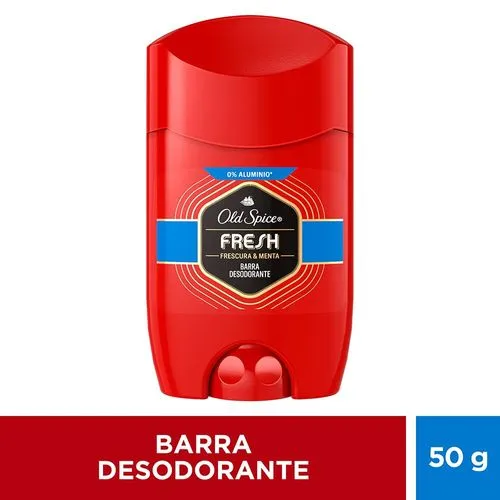 0% ALUMINIO*
Old Spice®
FRESH
FRESCURA & MENTA
BARRA
DESODORANTE
BARRA
DESODORANTE
50 g